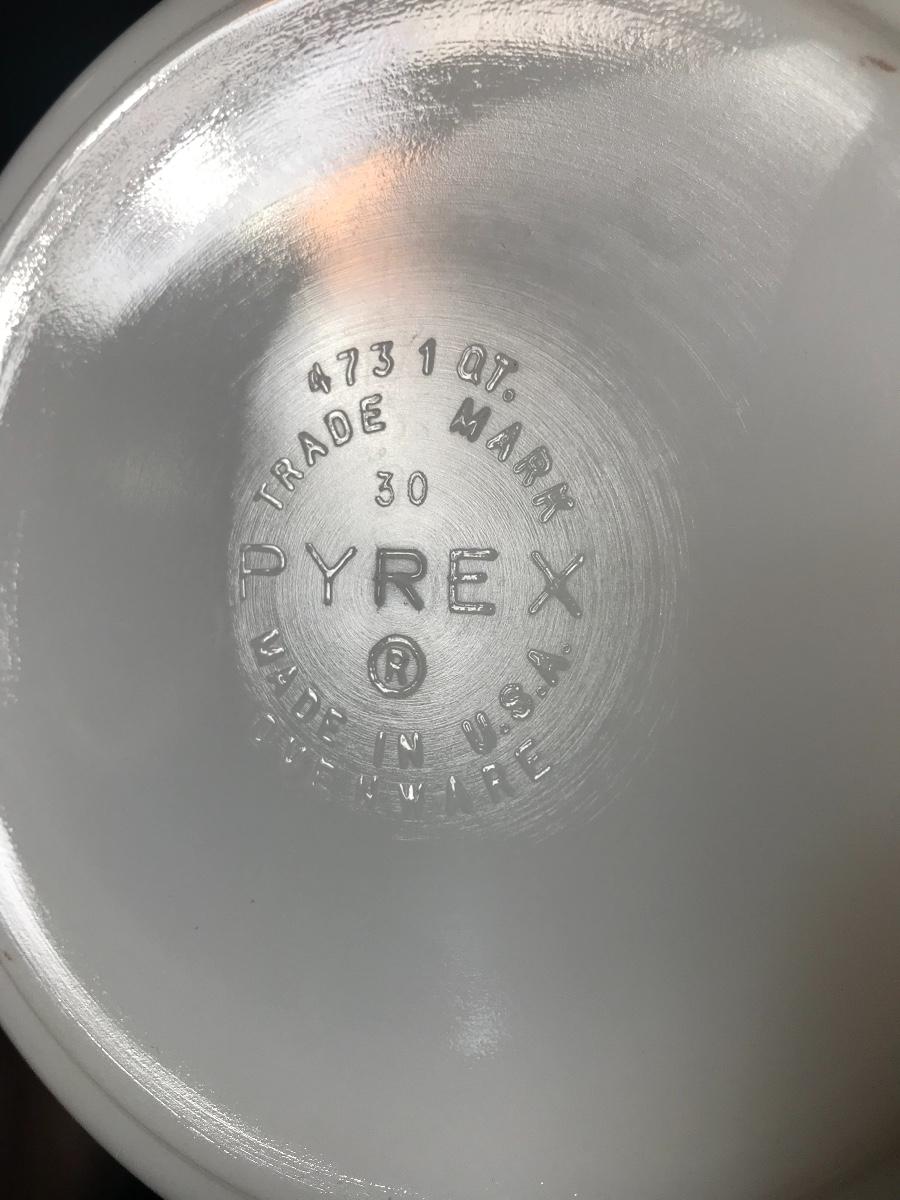 473 1 QT.
TRADE MARK
30
PYREX
®
MADE IN U.S.A.
OVENWARE